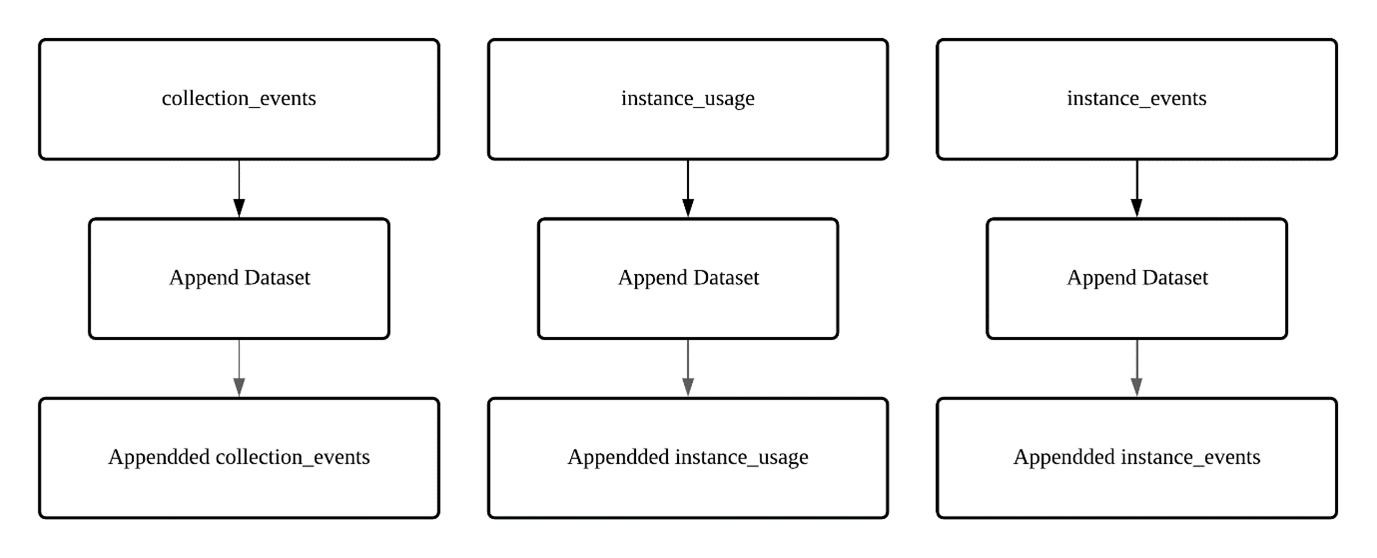 collection_events
instance_usage
instance_events
Append Dataset
Append Dataset
Append Dataset
Appendded collection_events
Appendded instance_usage
Appendded instance_events